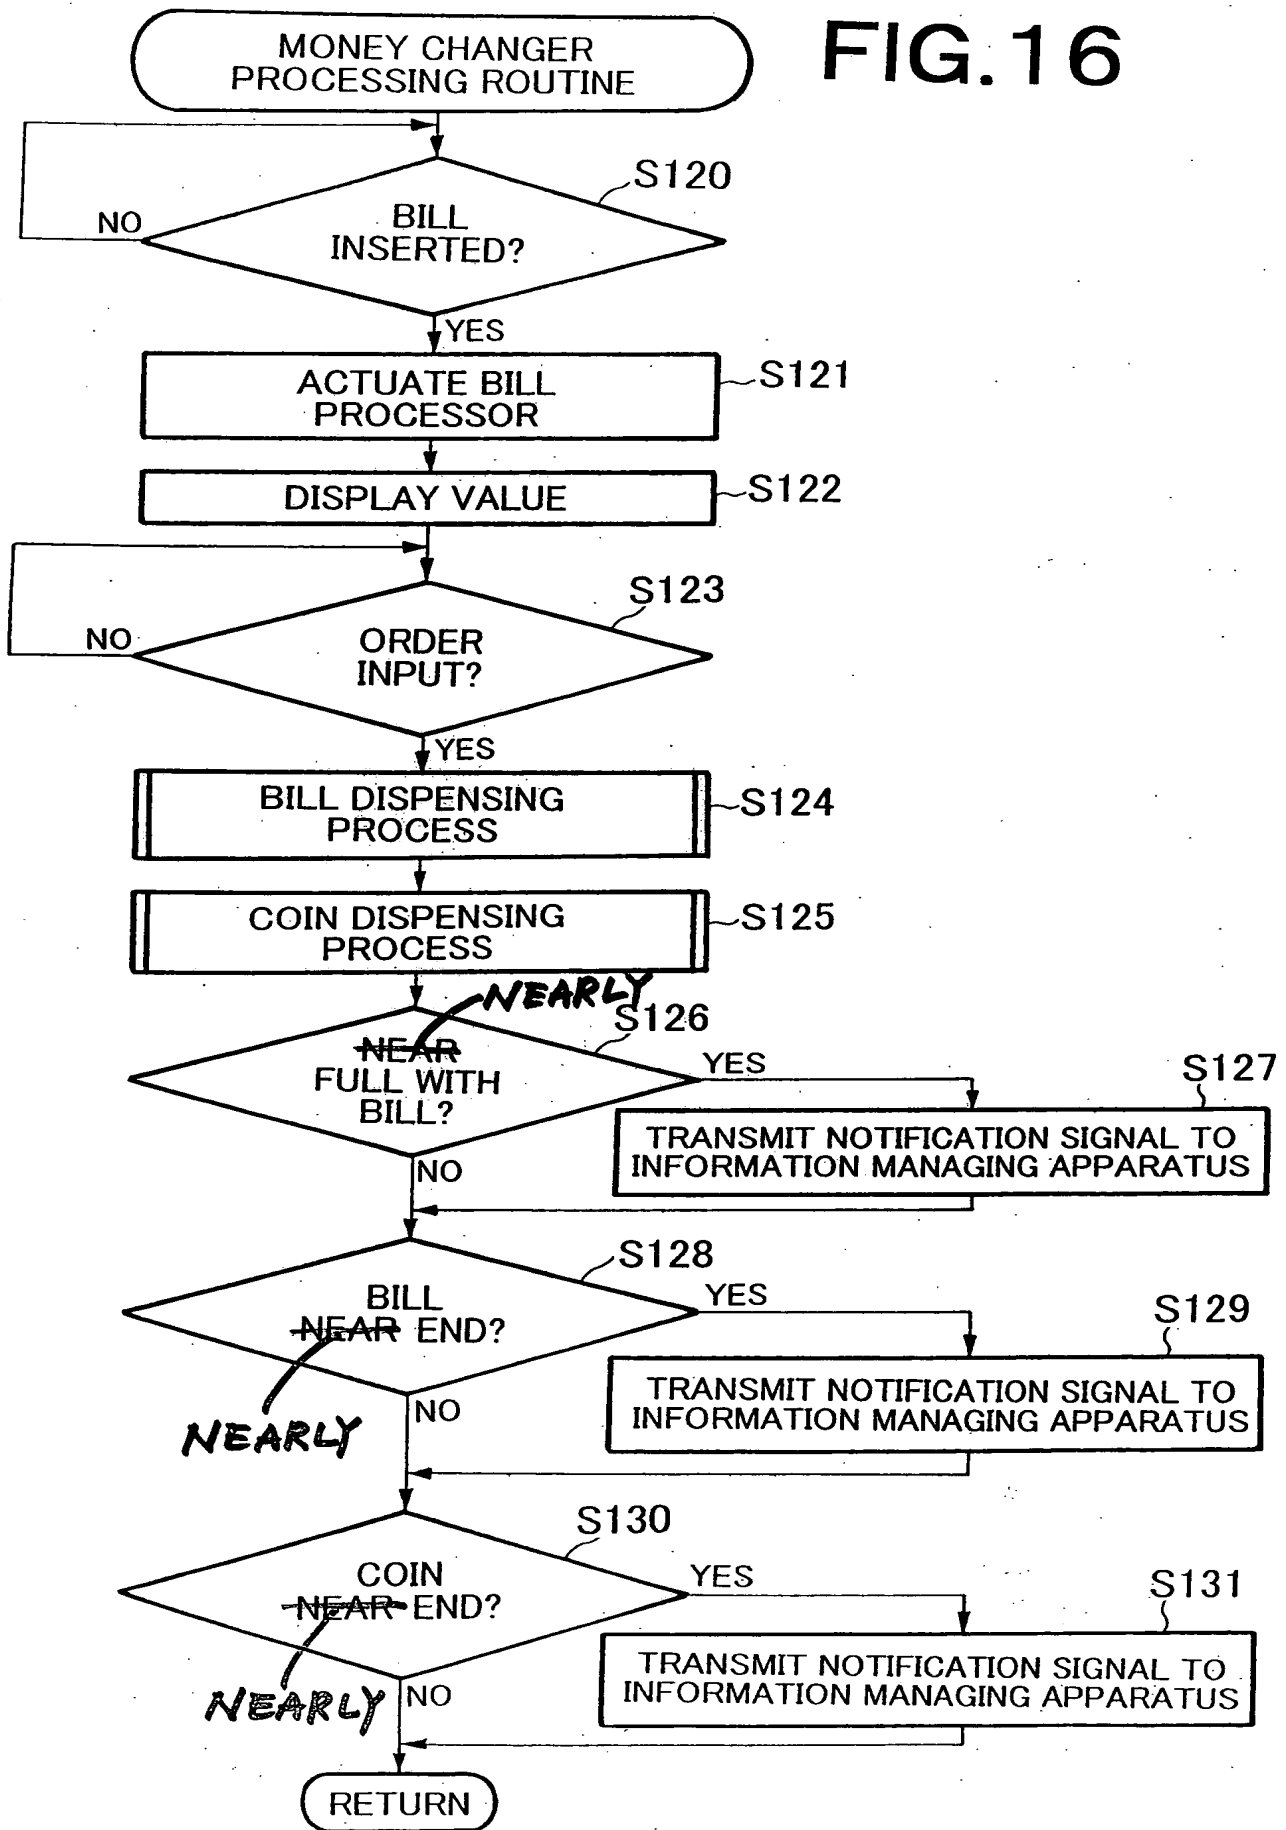 FIG.16
MONEY CHANGER
PROCESSING ROUTINE
S120
BILL
INSERTED?
NO
YES
ACTUATE BILL
PROCESSOR
S121
DISPLAY VALUE
S122
S123
ORDER
INPUT?
NO
YES
BILL DISPENSING
PROCESS
S124
COIN DISPENSING
PROCESS
S125
NEARLY
S126
NEAR
FULL WITH
BILL?
YES
NO
S127
TRANSMIT NOTIFICATION SIGNAL TO
INFORMATION MANAGING APPARATUS
S128
BILL
NEAR END?
NEARLY
YES
NO
S129
TRANSMIT NOTIFICATION SIGNAL TO
INFORMATION MANAGING APPARATUS
S130
COIN
NEAR END?
NEARLY
YES
NO
S131
TRANSMIT NOTIFICATION SIGNAL TO
INFORMATION MANAGING APPARATUS
RETURN